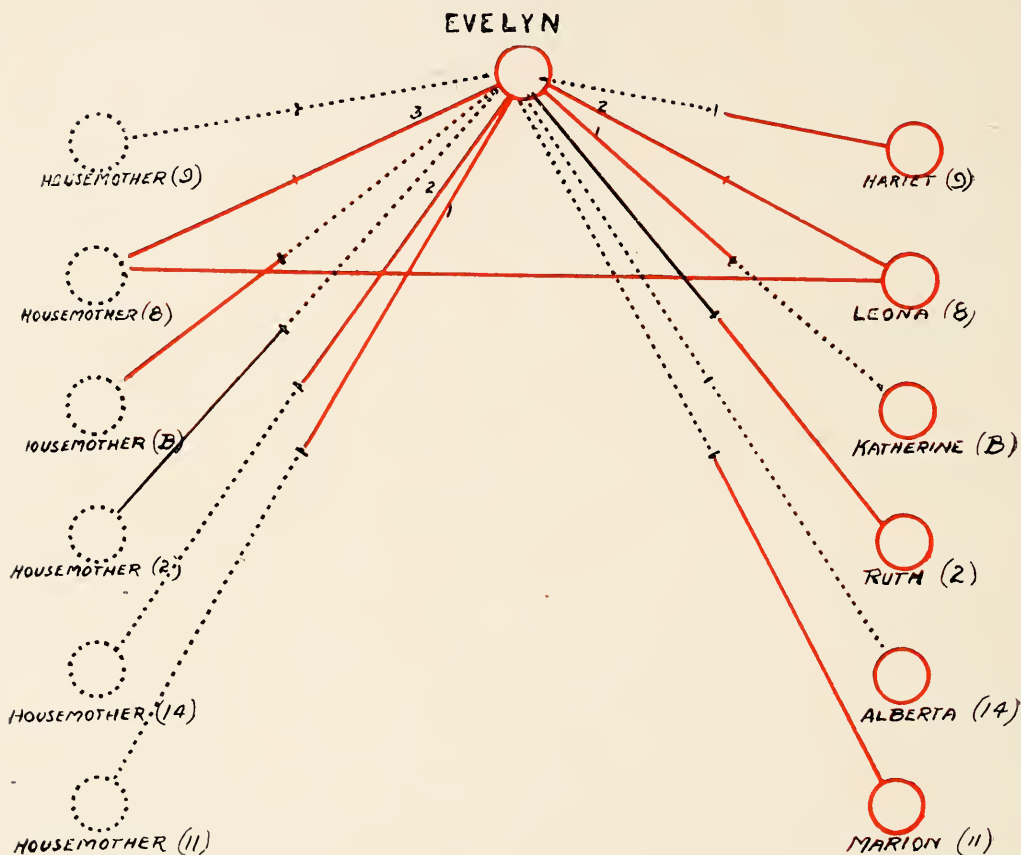 EVELYN
3
2
1
2
1
HOUSEMOTHER (9)
HARIET (9)
HOUSEMOTHER (8)
LEONA (8)
HOUSEMOTHER (B)
KATHERINE (B)
HOUSEMOTHER (2)
RUTH (2)
HOUSEMOTHER (14)
ALBERTA (14)
HOUSEMOTHER (11)
MARION (11)